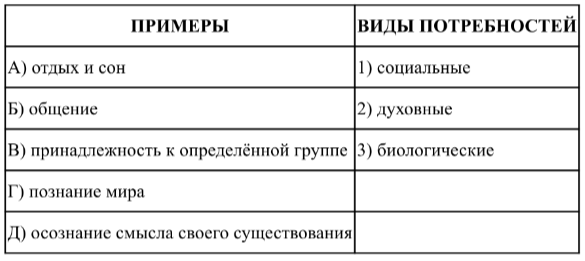 ПРИМЕРЫ ВИДЫ ПОТРЕБНОСТЕЙ
А) отдых и сон 1) социальные
Б) общение 2) духовные
В) принадлежность к определённой группе 3) биологические
Г) познание мира
Д) осознание смысла своего существования